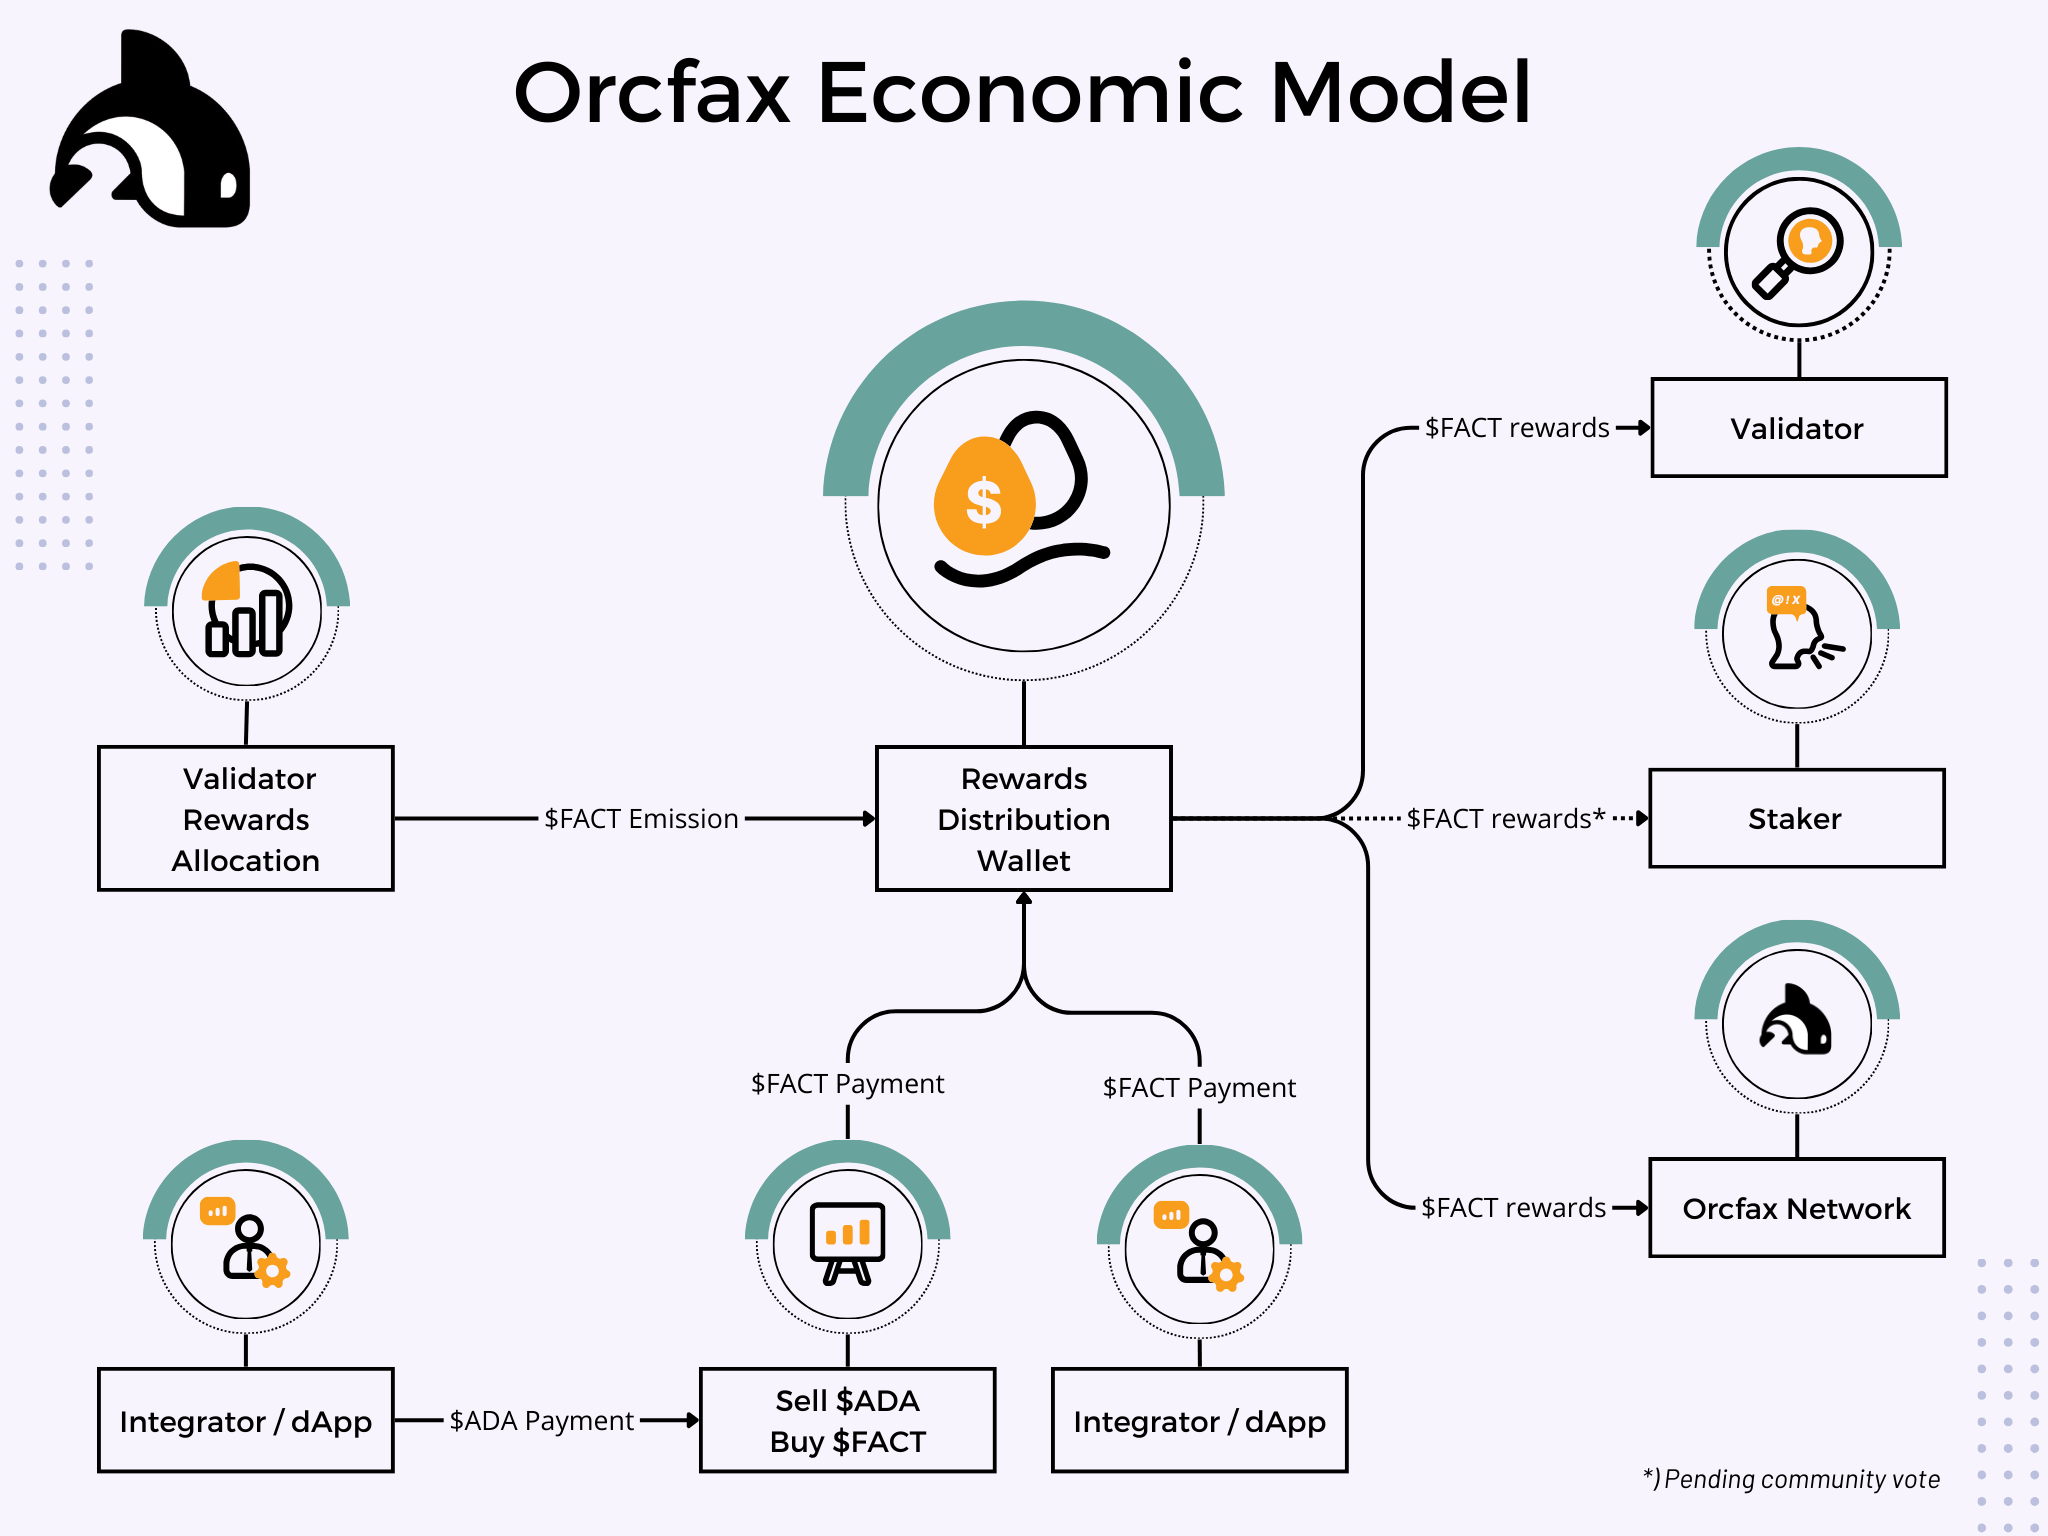 Orcfax Economic Model
$FACT rewards
Validator
$
@!X
Validator
Rewards
Allocation
$FACT Emission
Rewards
Distribution
Wallet
$FACT rewards*
Staker
$FACT Payment
$FACT Payment
$FACT rewards
Orcfax Network
Integrator / dApp
$ADA Payment
Sell $ADA
Buy $FACT
Integrator / dApp
*) Pending community vote